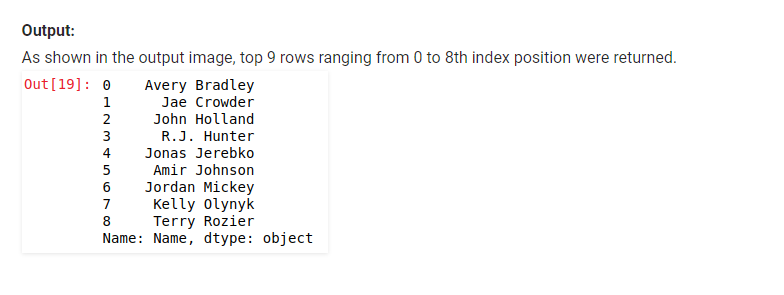 Output:
As shown in the output image, top 9 rows ranging from 0 to 8th index position were returned.
Out[19]: 0 Avery Bradley
1 Jae Crowder
2 John Holland
3 R.J. Hunter
4 Jonas Jerebko
5 Amir Johnson
6 Jordan Mickey
7 Kelly Olynyk
8 Terry Rozier
Name: Name, dtype: object